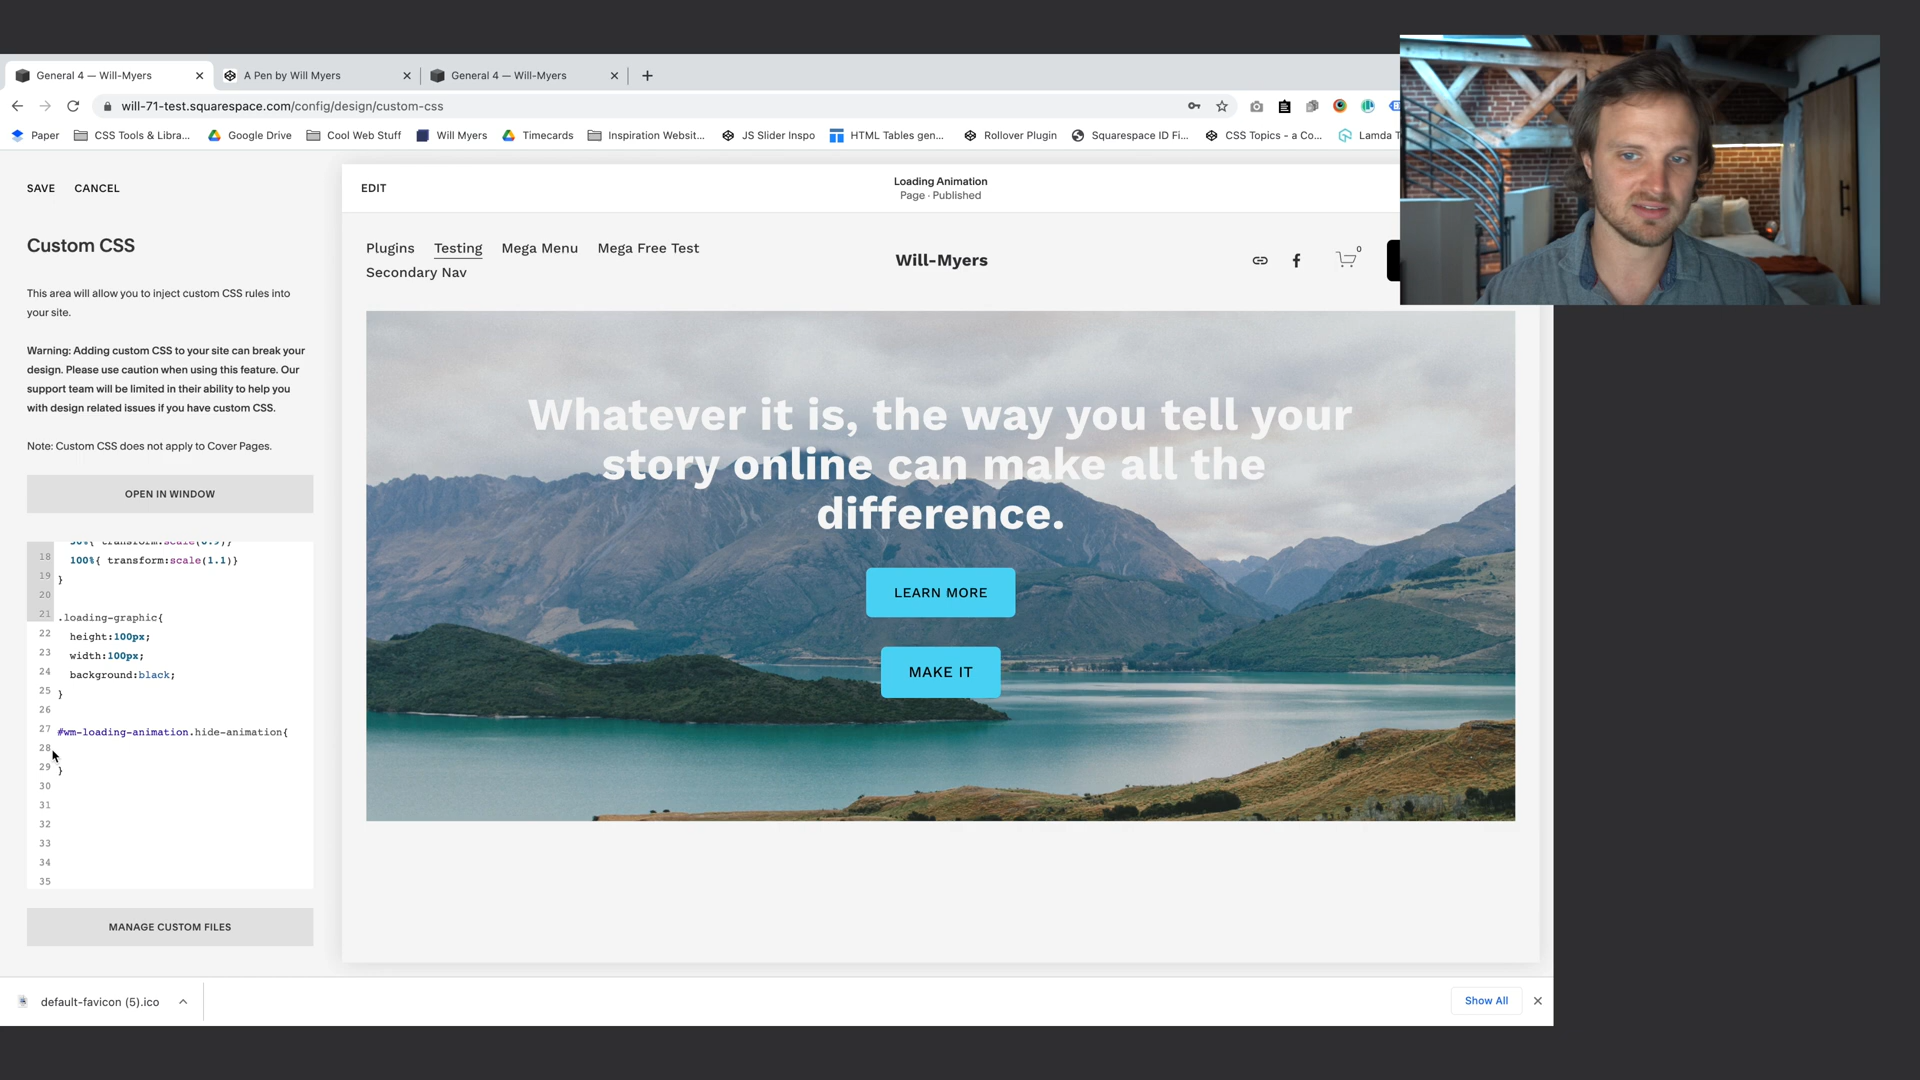 General 4 — Will-Myers
A Pen by Will Myers
General 4 — Will-Myers
will-71-test.squarespace.com/config/design/custom-css
Paper
CSS Tools & Libra...
Google Drive
Cool Web Stuff
Will Myers
Timecards
Inspiration Websit...
JS Slider Inspo
HTML Tables gen...
Rollover Plugin
Squarespace ID Fi...
CSS Topics - a Co...
Lamda T
SAVE CANCEL
Custom CSS
This area will allow you to inject custom CSS rules into
your site.
Warning: Adding custom CSS to your site can break your
design. Please use caution when using this feature. Our
support team will be limited in their ability to help you
with design related issues if you have custom CSS.
Note: Custom CSS does not apply to Cover Pages.
OPEN IN WINDOW
18 100%{ transform:scale(1.1)}
19 }
20
21 .loading-graphic{
22 height:100px;
23 width:100px;
24 background:black;
25 }
26
27 #wm-loading-animation.hide-animation{
28
29 }
30
31
32
33
34
35
MANAGE CUSTOM FILES
EDIT
Loading Animation
Page · Published
Plugins Testing Mega Menu Mega Free Test
Secondary Nav
Will-Myers
0
Whatever it is, the way you tell your
story online can make all the
difference.
LEARN MORE
MAKE IT
default-favicon (5).ico
Show All